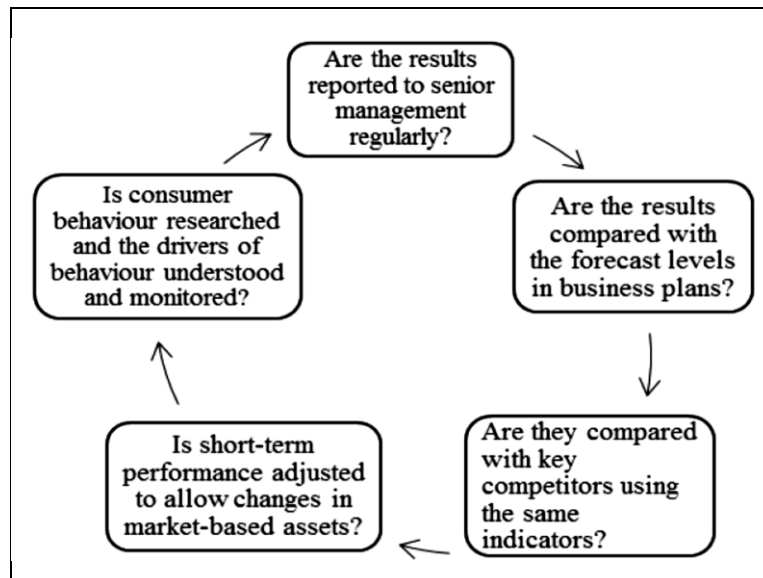 Are the results
reported to senior
management
regularly?
Are the results
compared with
the forecast levels
in business plans?
Are they compared
with key
competitors using
the same
indicators?
Is short-term
performance adjusted
to allow changes in
market-based assets?
Is consumer
behaviour researched
and the drivers of
behaviour understood
and monitored?